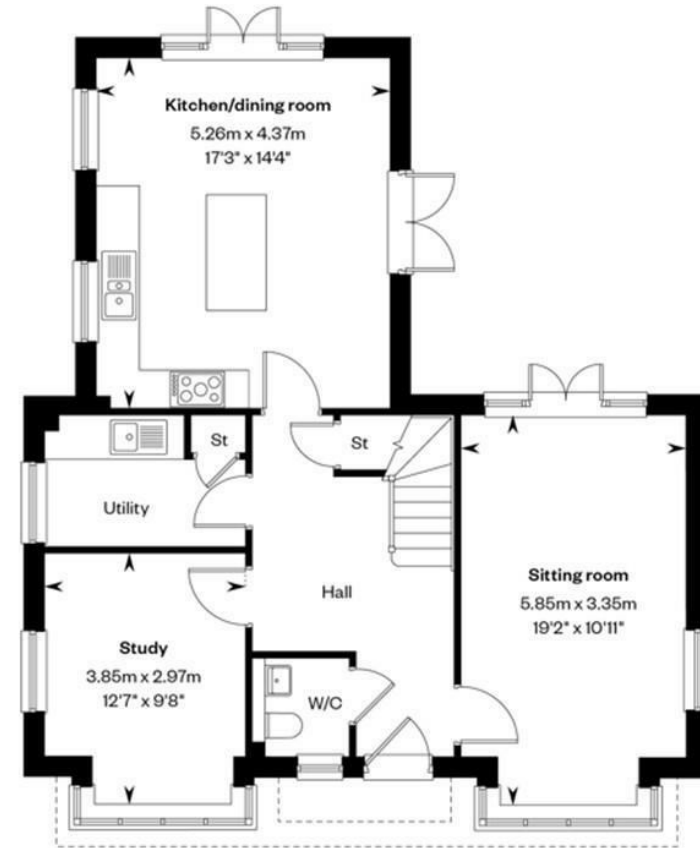 Kitchen/dining room
5.26m x 4.37m
17'3" x 14'4"
St
St
Utility
Hall
Sitting room
5.85m x 3.35m
19'2" x 10'11"
Study
3.85m x 2.97m
12'7" x 9'8"
W/C